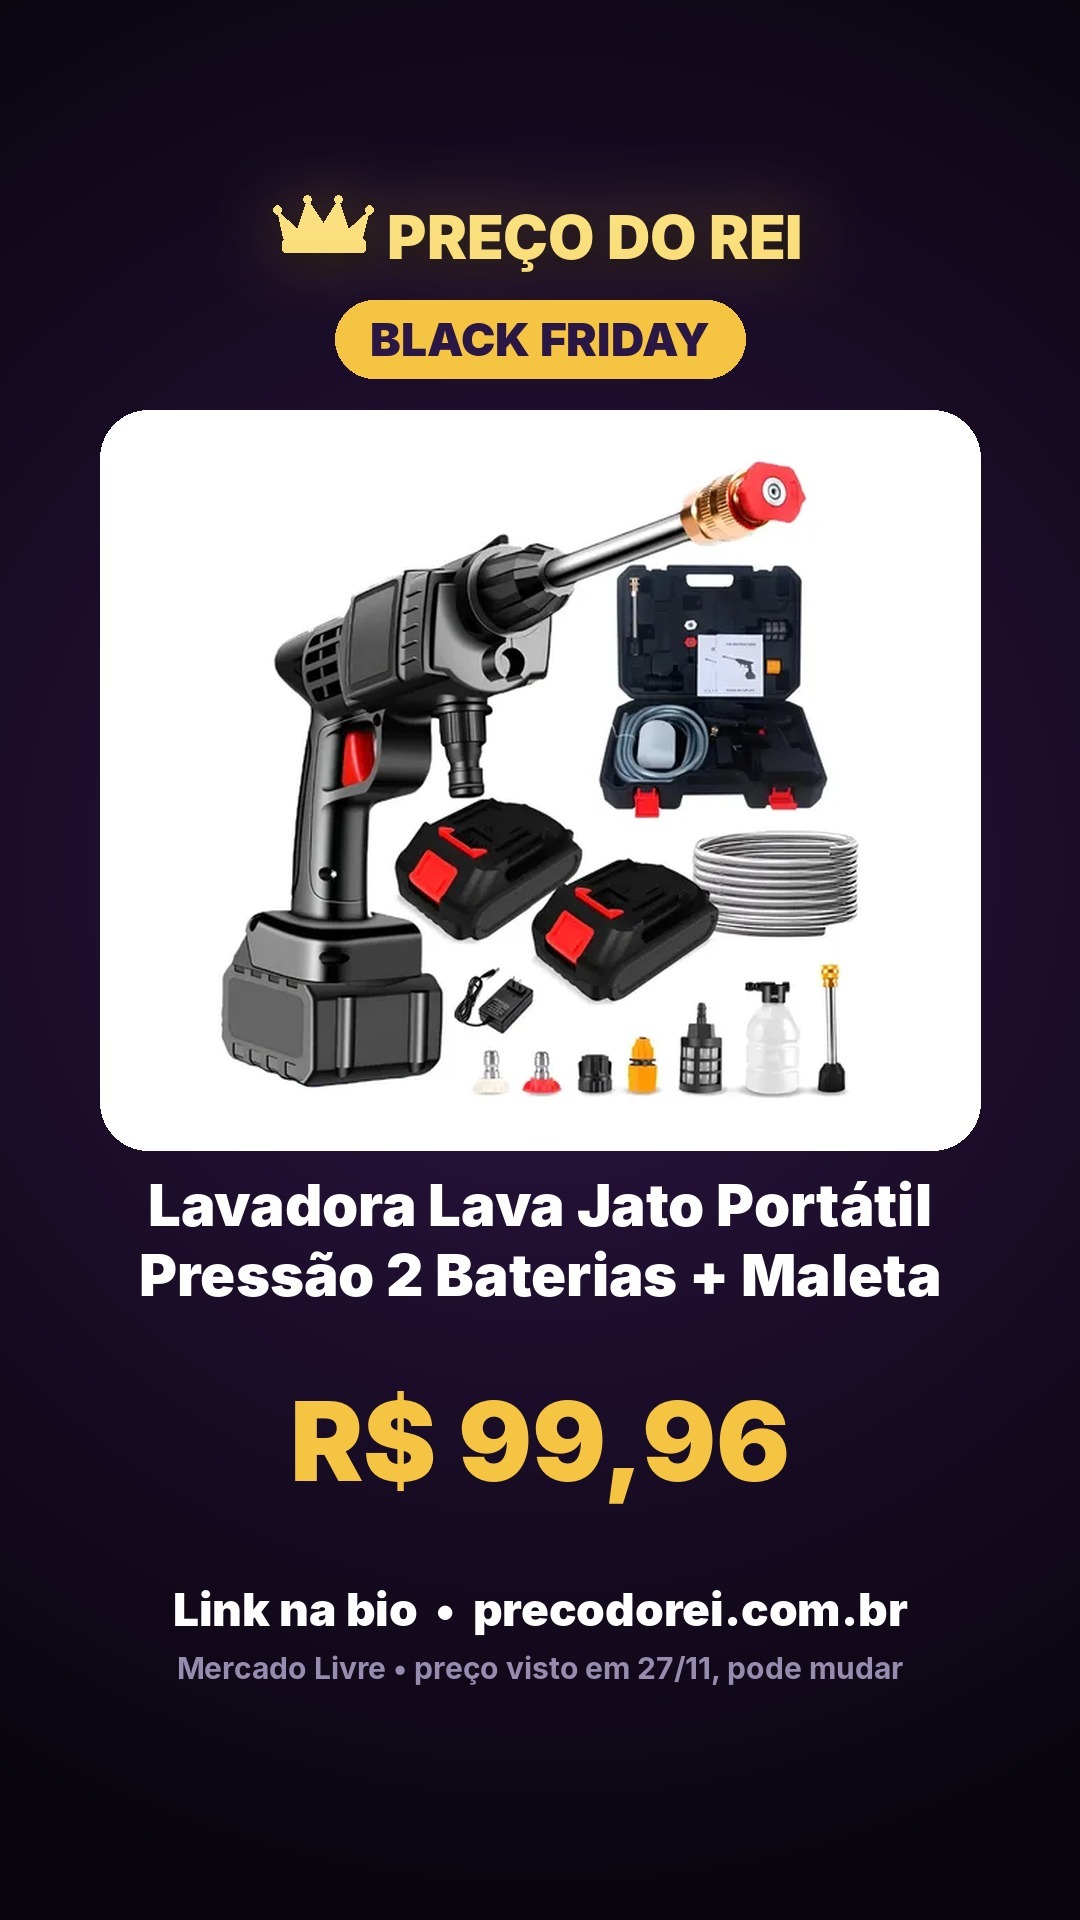 PREÇO DO REI
BLACK FRIDAY
Lavadora Lava Jato Portátil
Pressão 2 Baterias + Maleta
R$ 99,96
Link na bio • precodorei.com.br
Mercado Livre • preço visto em 27/11, pode mudar